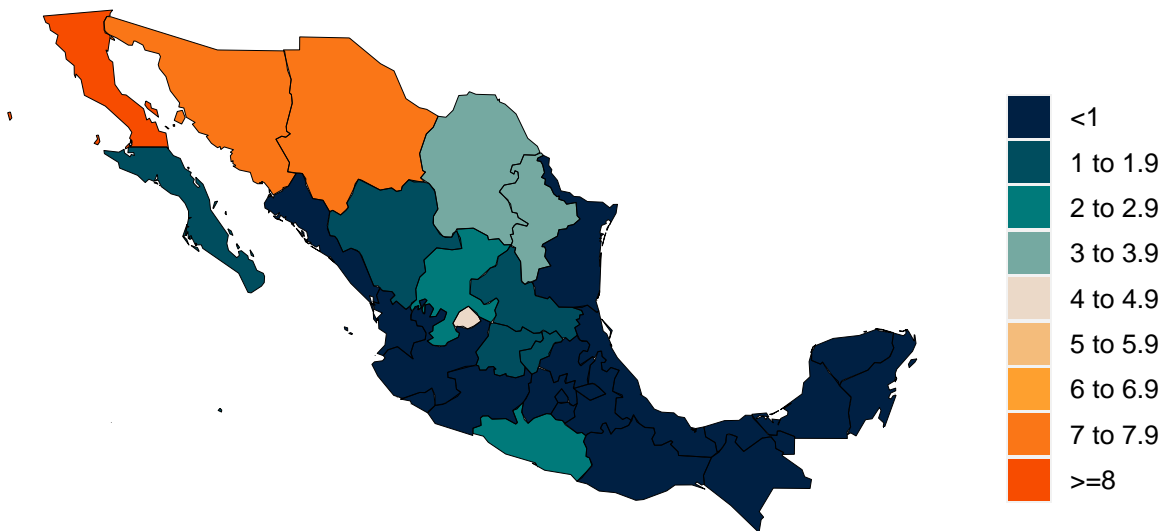 <1
1 to 1.9
2 to 2.9
3 to 3.9
4 to 4.9
5 to 5.9
6 to 6.9
7 to 7.9
>=8